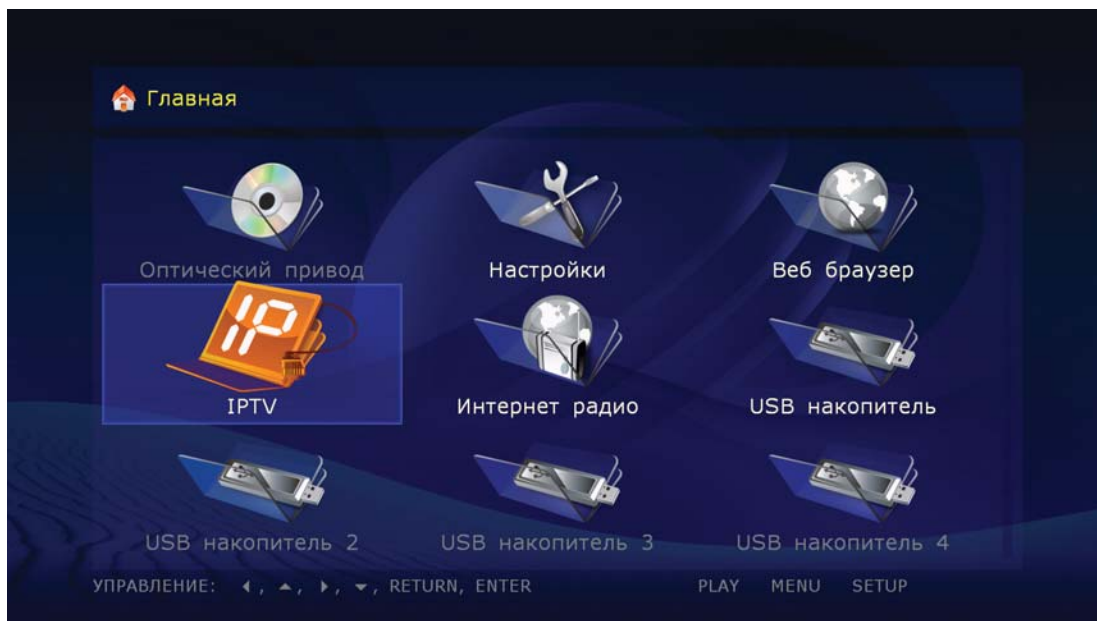 Главная
Оптический привод Настройки Веб браузер
IP
IPTV Интернет радио USB накопитель
USB накопитель 2 USB накопитель 3 USB накопитель 4
УПРАВЛЕНИЕ: ◀, ▲, ▶, ▼, RETURN, ENTER PLAY MENU SETUP